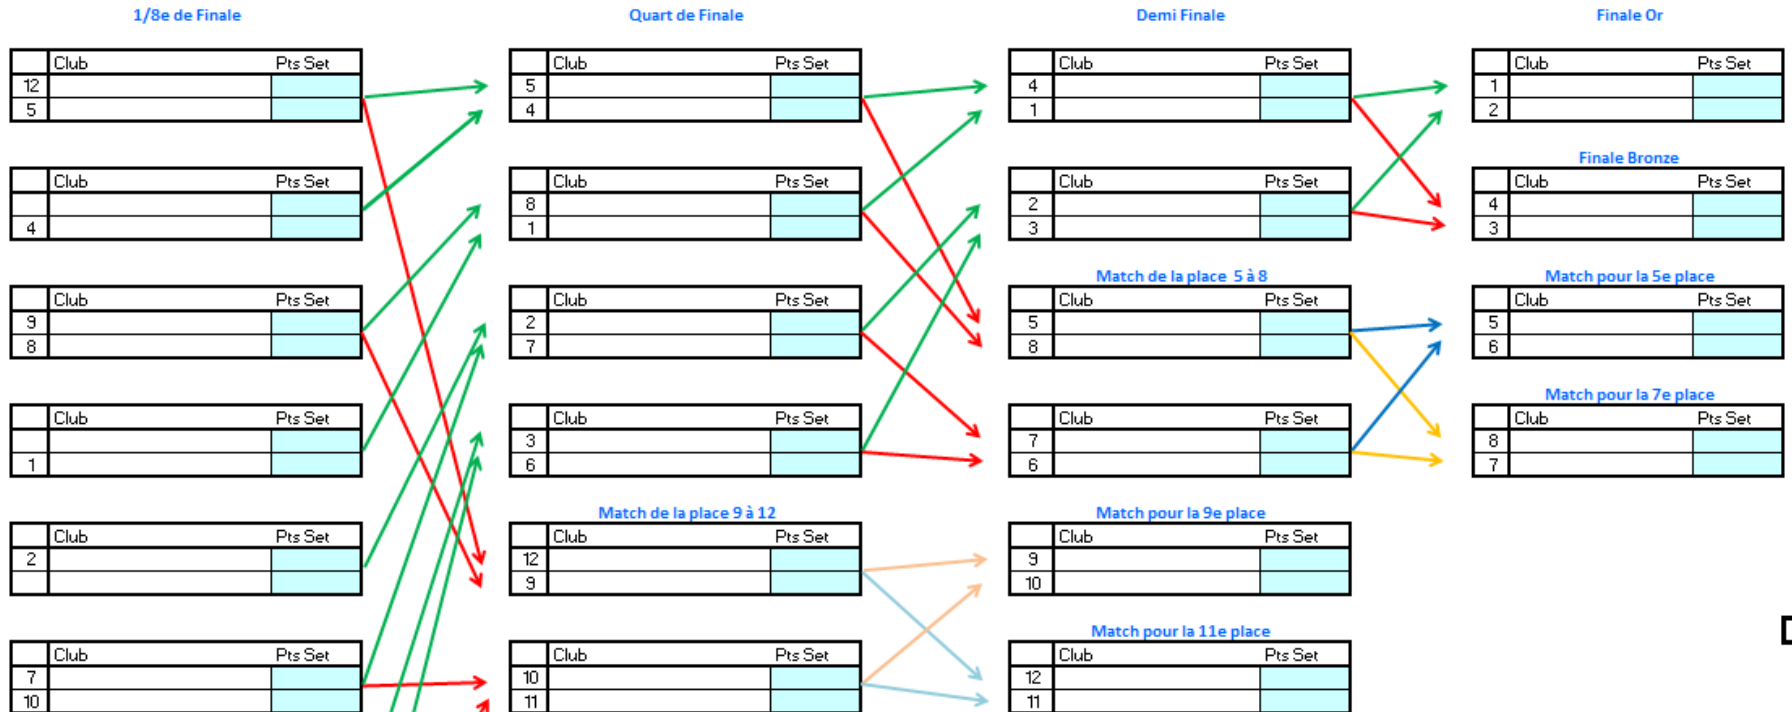 1/8e de Finale Quart de Finale Demi Finale Finale Or
Club Pts Set Club Pts Set Club Pts Set Club Pts Set
12 5 4 1
5 4 1 2
Finale Bronze
Club Pts Set Club Pts Set Club Pts Set Club Pts Set
8 2 4
4 1 3 3
Match de la place 5 à 8 Match pour la 5e place
Club Pts Set Club Pts Set Club Pts Set Club Pts Set
9 2 5 5
8 7 8 6
Match pour la 7e place
Club Pts Set Club Pts Set Club Pts Set Club Pts Set
3 7 8
1 6 6 7
Match de la place 9 à 12 Match pour la 9e place
Club Pts Set Club Pts Set Club Pts Set
2 12 9
9 10
Match pour la 11e place
Club Pts Set Club Pts Set Club Pts Set
7 10 12
10 11 11